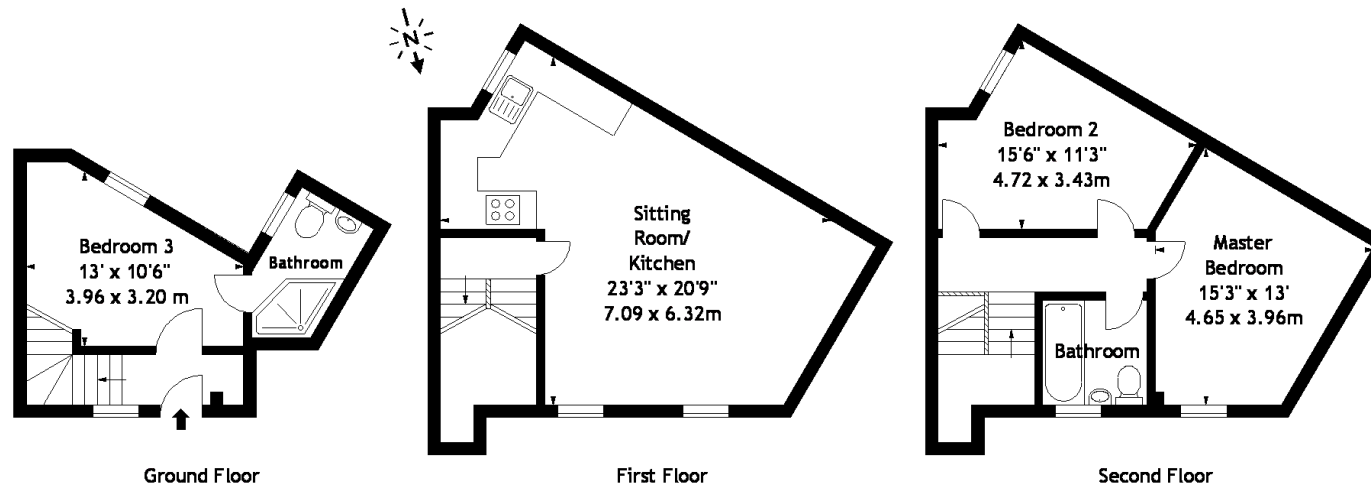 N
Bedroom 3
13' x 10'6"
3.96 x 3.20 m
Bathroom
Ground Floor
Sitting
Room/
Kitchen
23'3" x 20'9"
7.09 x 6.32m
First Floor
Bedroom 2
15'6" x 11'3"
4.72 x 3.43m
Master
Bedroom
15'3" x 13'
4.65 x 3.96m
Bathroom
Second Floor